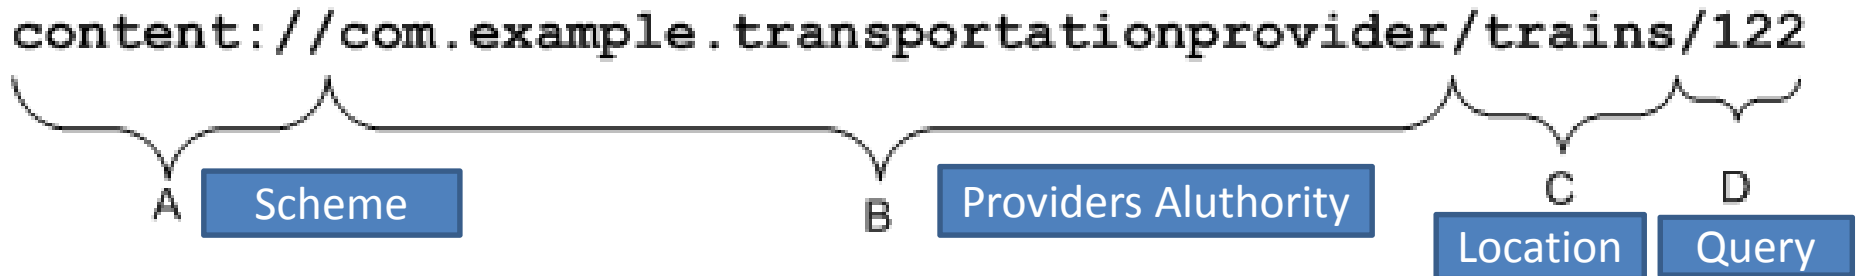 content://com.example.transportationprovider/trains/122
A Scheme B Providers Aluthority C D
Location Query